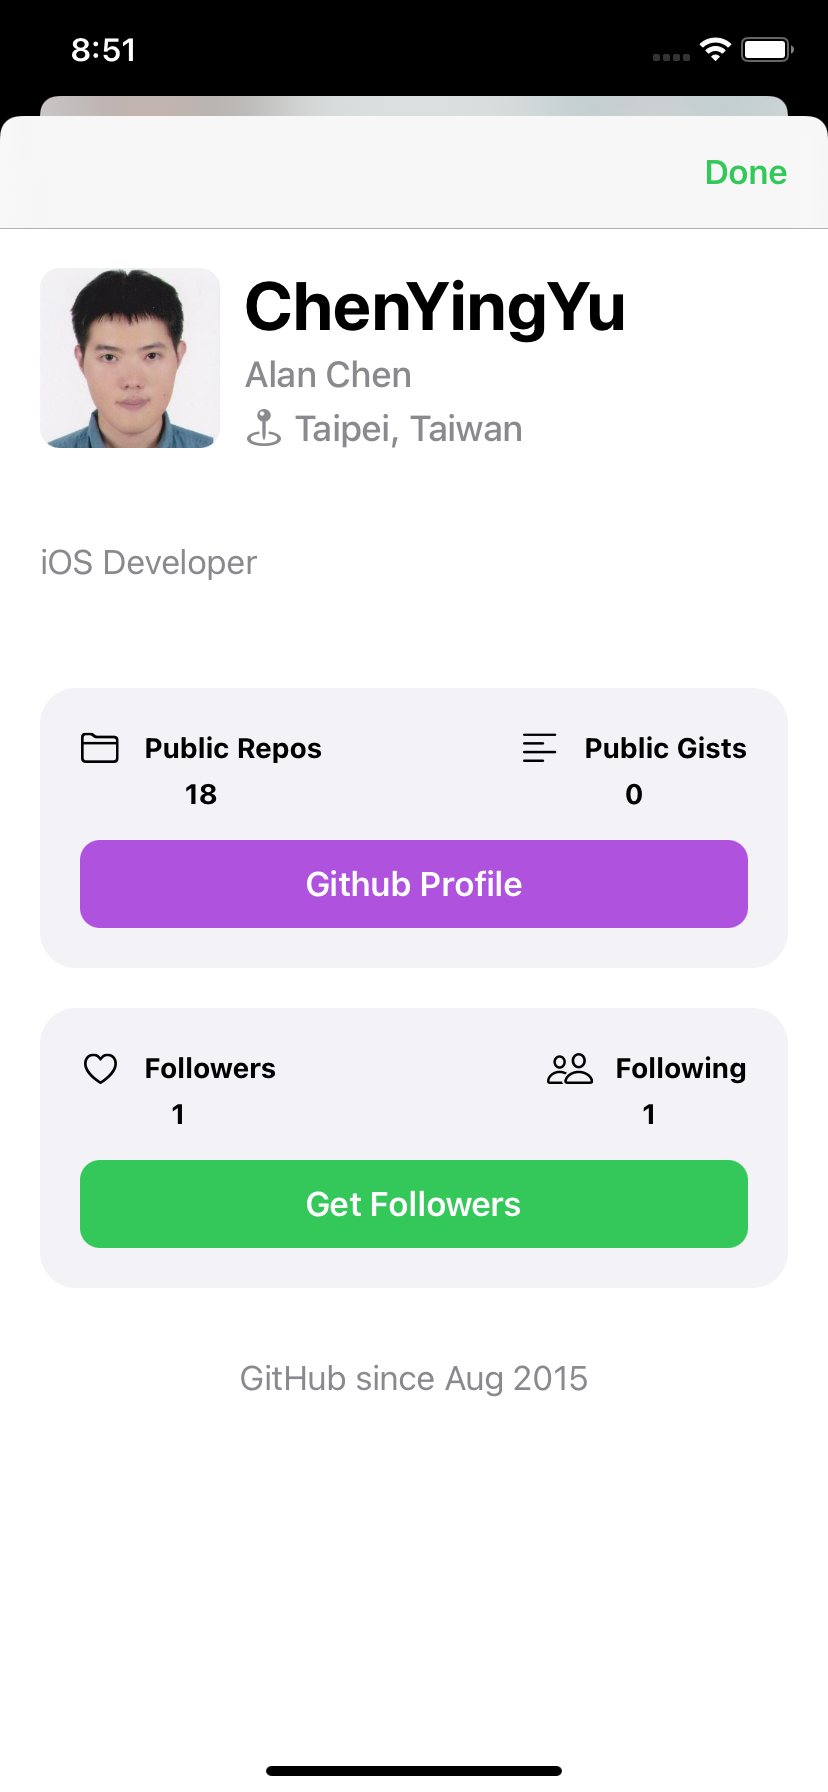 8:51
Done
ChenYingYu
Alan Chen
Taipei, Taiwan
iOS Developer
Public Repos
18
Public Gists
0
Github Profile
Followers
1
Following
1
Get Followers
GitHub since Aug 2015